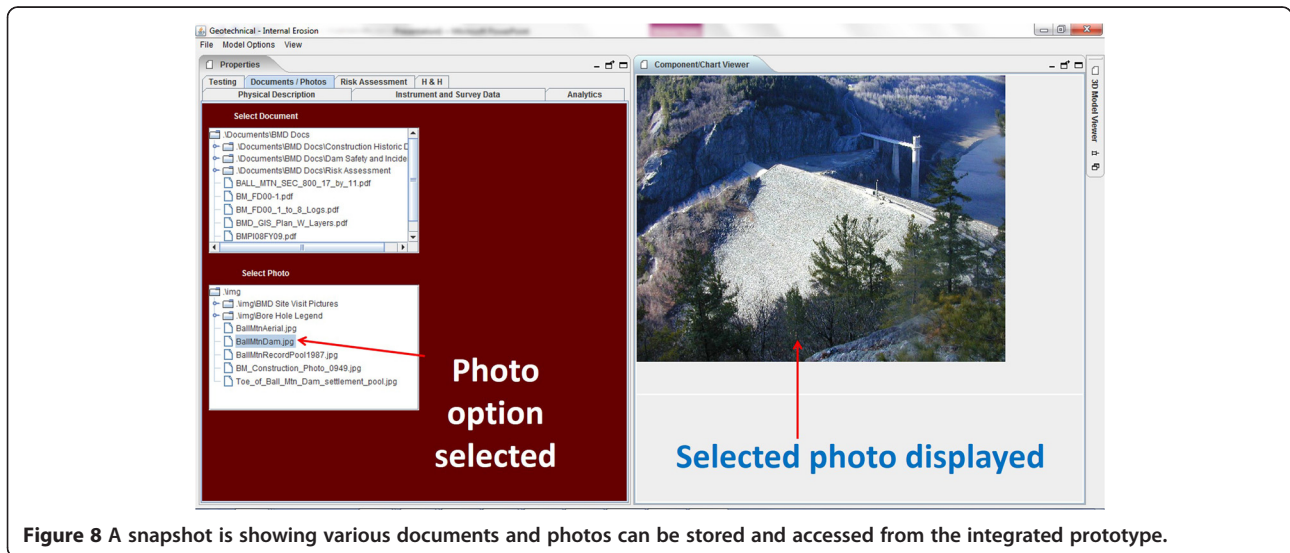 Geotechnical - Internal Erosion
File Model Options View
Properties
Testing Documents / Photos Risk Assessment H & H
Physical Description Instrument and Survey Data Analytics
Select Document
.\Documents\BMD Docs
.\Documents\BMD Docs\Construction Historic D
.\Documents\BMD Docs\Dam Safety and Incide
.\Documents\BMD Docs\Risk Assessment
BALL_MTN_SEC_800_17_by_11.pdf
BM_FD00-1.pdf
BM_FD00_1_to_8_Logs.pdf
BMD_GIS_Plan_W_Layers.pdf
BMPI08FY09.pdf
Select Photo
.\img
.\img\BMD Site Visit Pictures
.\img\Bore Hole Legend
BallMtnAerial.jpg
BallMtnDam.jpg
BallMtnRecordPool1987.jpg
BM_Construction_Photo_0949.jpg
Toe_of_Ball_Mtn_Dam_settlement_pool.jpg
Photo
option
selected
Component/Chart Viewer
3D Model Viewer
Selected photo displayed
Figure 8 A snapshot is showing various documents and photos can be stored and accessed from the integrated prototype.